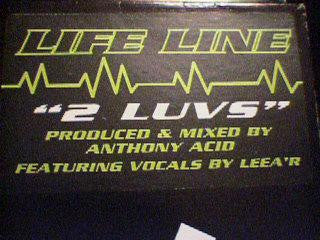 LIFE LINE
"2 LUVS"
PRODUCED & MIXED BY
ANTHONY ACID
FEATURING VOCALS BY LEEA'R